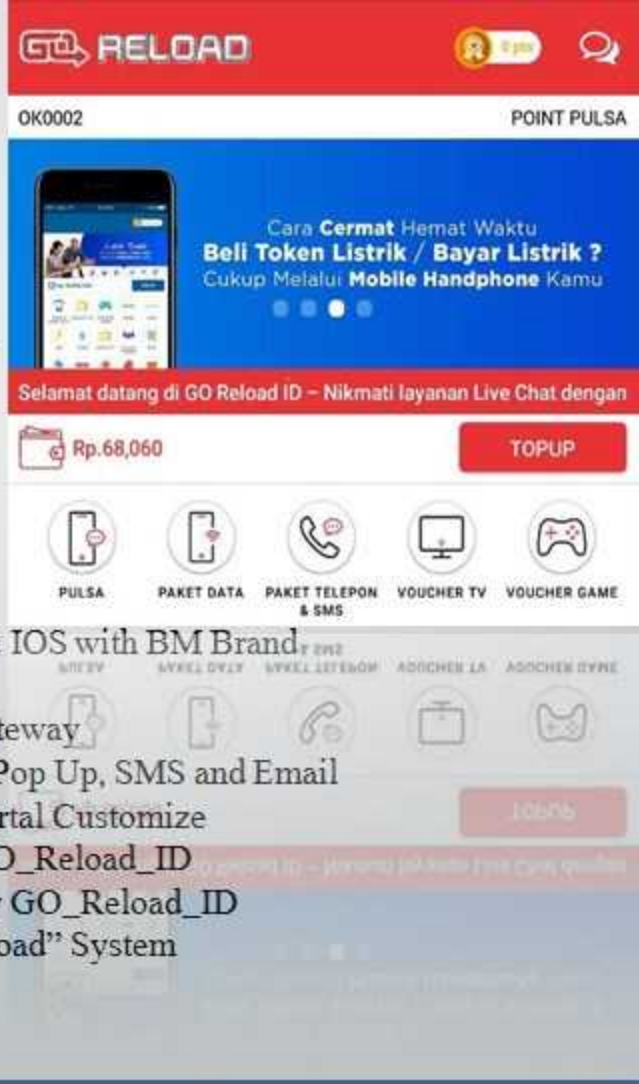 GO RELOAD
0 pts
OK0002 POINT PULSA
Cara Cermat Hemat Waktu
Beli Token Listrik / Bayar Listrik ?
Cukup Melalui Mobile Handphone Kamu
Selamat datang di GO Reload ID – Nikmati layanan Live Chat dengan
Rp.68,060 TOPUP
PULSA PAKET DATA PAKET TELEPON & SMS VOUCHER TV VOUCHER GAME
IOS with BM Brand
teway
Pop Up, SMS and Email
rtal Customize
O_Reload_ID
GO_Reload_ID
oad” System